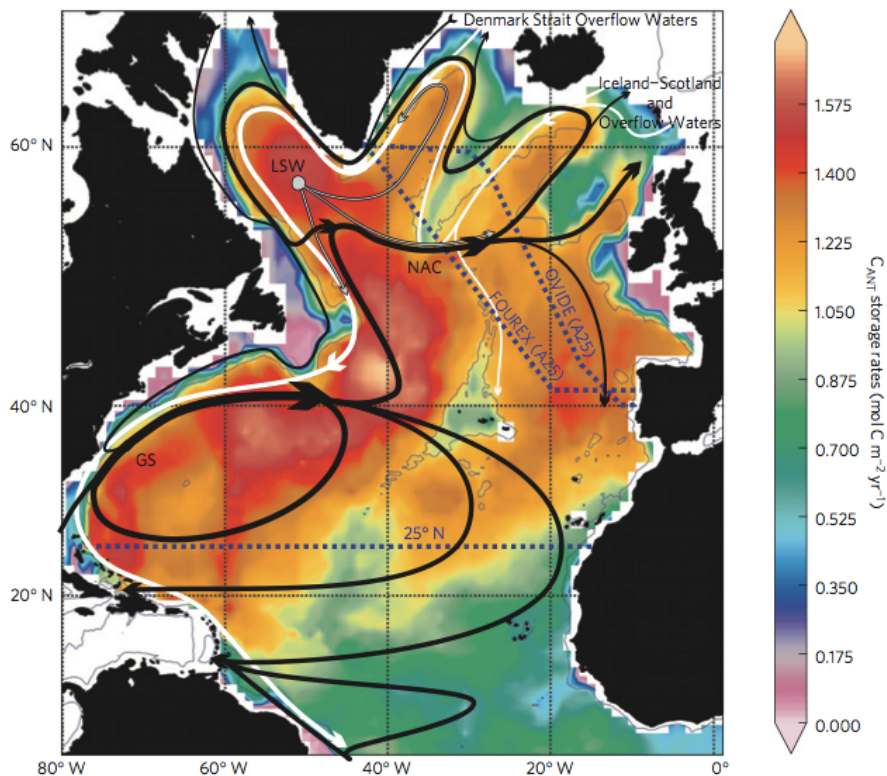 Denmark Strait Overflow Waters
Iceland–Scotland
and
Overflow Waters
60° N
LSW
NAC
FOUREX (A25)
OVIDE (A25)
40° N
GS
25° N
20° N
80° W
60° W
40° W
20° W
0°
1.575
1.400
1.225
1.050
0.875
0.700
0.525
0.350
0.175
0.000
C_ANT storage rates (mol C m⁻² yr⁻¹)